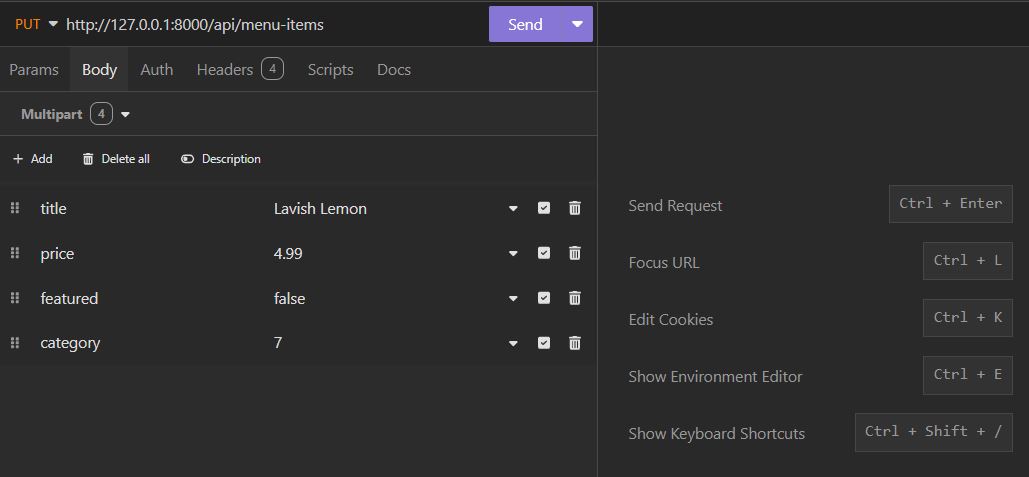 PUT http://127.0.0.1:8000/api/menu-items Send
Params Body Auth Headers 4 Scripts Docs
Multipart 4
+ Add Delete all Description
title Lavish Lemon
price 4.99
featured false
category 7
Send Request Ctrl + Enter
Focus URL Ctrl + L
Edit Cookies Ctrl + K
Show Environment Editor Ctrl + E
Show Keyboard Shortcuts Ctrl + Shift + /